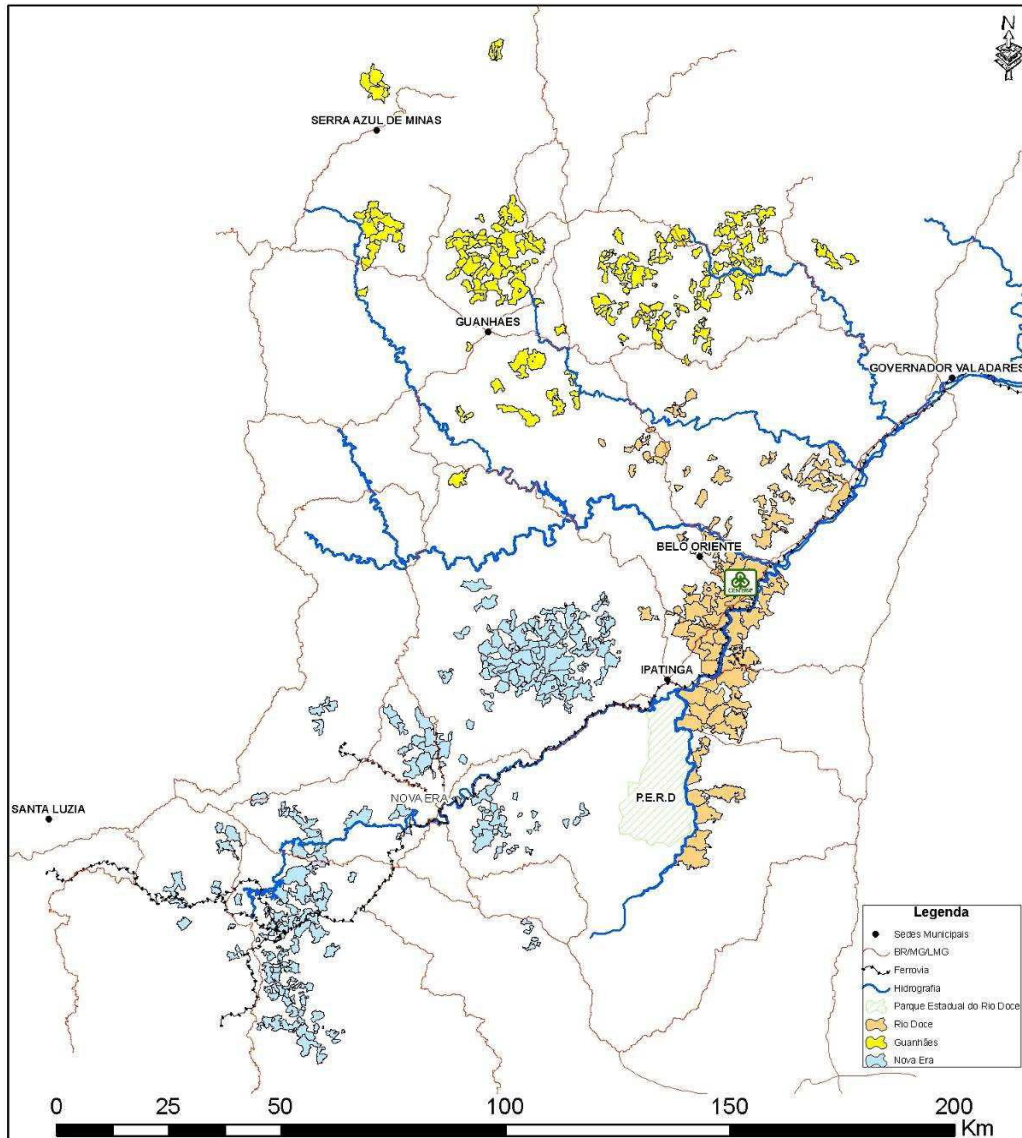 N
SERRA AZUL DE MINAS
GUANHAES
GOVERNADOR VALADARES
BELO ORIENTE
CENIBRA
IPATINGA
P.E.R.D
NOVA ERA
SANTA LUZIA
Legenda
Sedes Municipais
BR/MG/LMG
Ferrovia
Hidrografia
Parque Estadual do Rio Doce
Rio Doce
Guanhães
Nova Era
0 25 50 100 150 200
Km